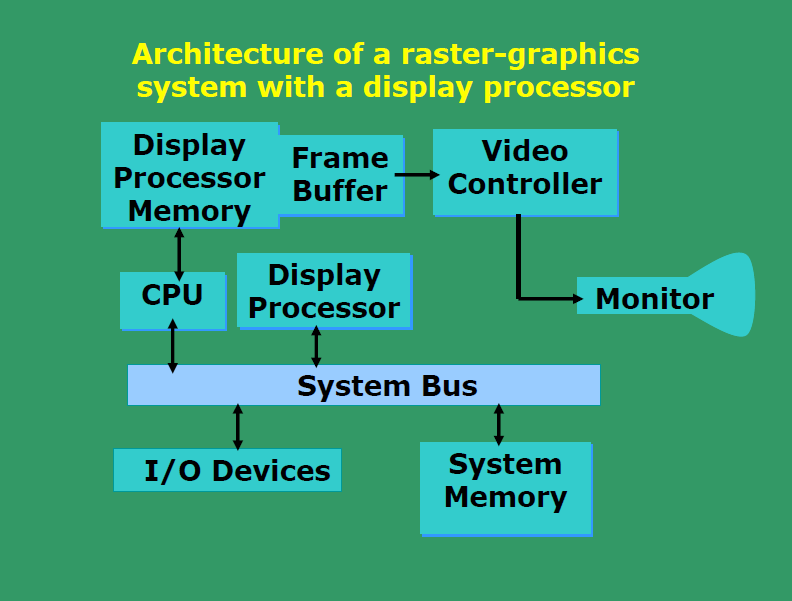 Architecture of a raster–graphics
system with a display processor
Display
Processor
Memory
Frame
Buffer
Video
Controller
CPU
Display
Processor
Monitor
System Bus
I/O Devices
System
Memory